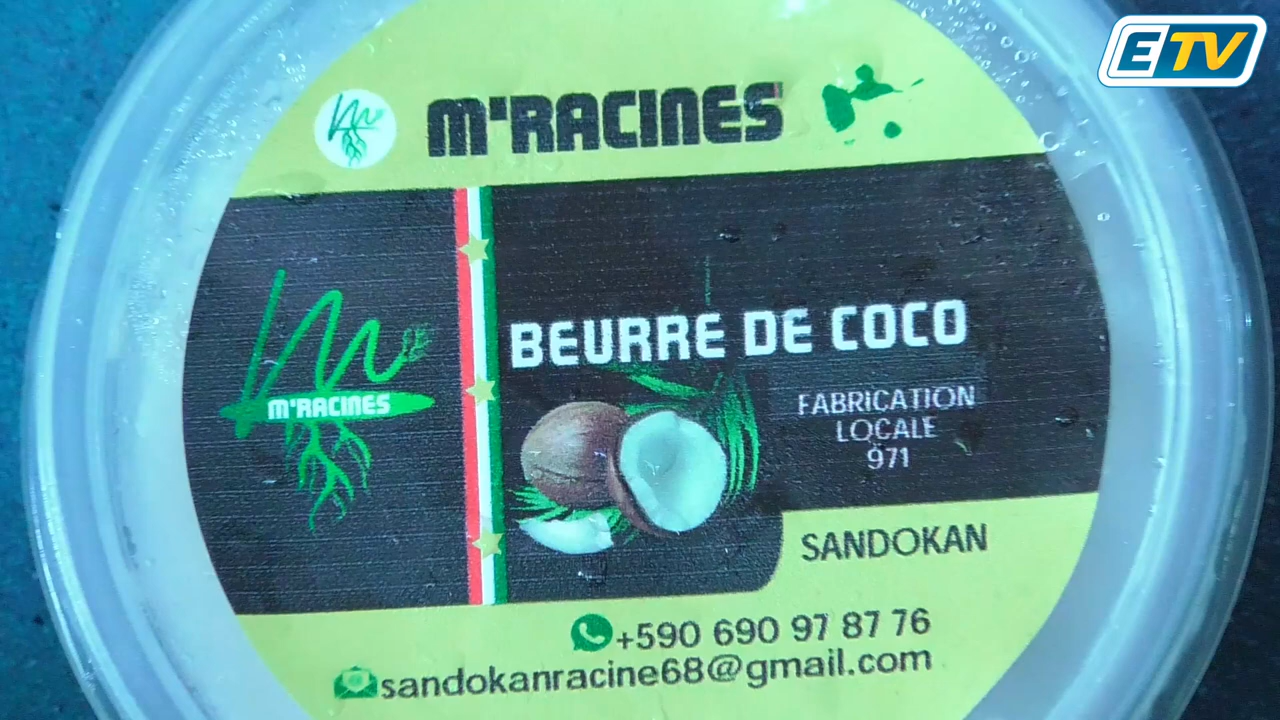 ETV
M'RACINES
M'RACINES
BEURRE DE COCO
FABRICATION
LOCALE
971
SANDOKAN
+590 690 97 87 76
sandokanracine68@gmail.com